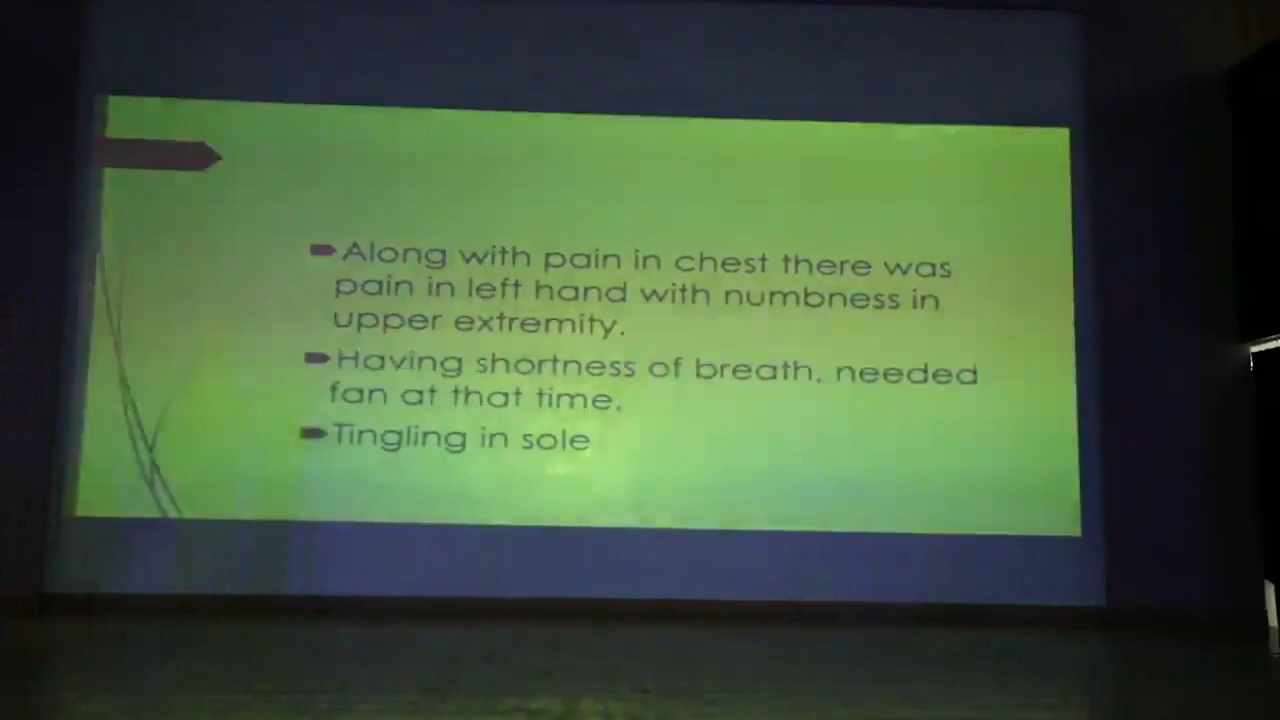 Along with pain in chest there was
pain in left hand with numbness in
upper extremity.
Having shortness of breath, needed
fan at that time.
Tingling in sole